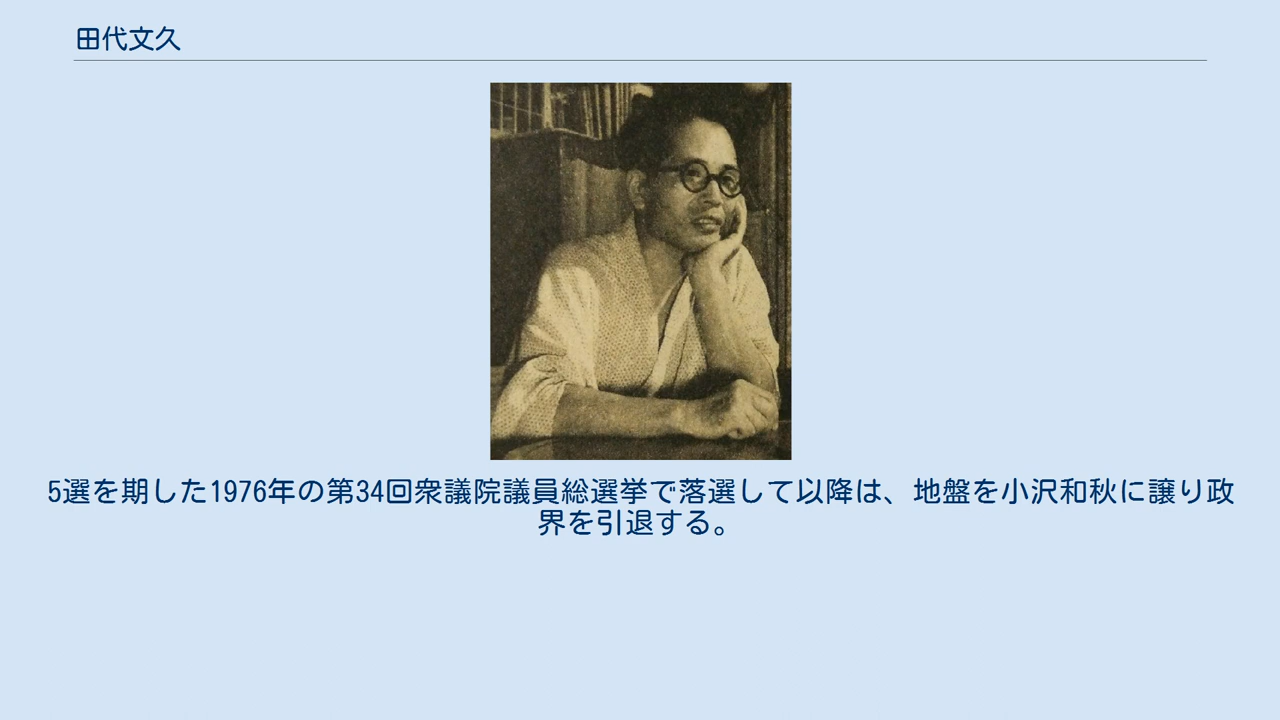 田代文久
5選を期した1976年の第34回衆議院議員総選挙で落選して以降は、地盤を小沢和秋に譲り政
界を引退する。